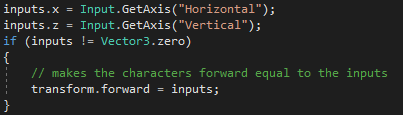 inputs.x = Input.GetAxis("Horizontal");
inputs.z = Input.GetAxis("Vertical");
if (inputs != Vector3.zero)
{
// makes the characters forward equal to the inputs
transform.forward = inputs;
}